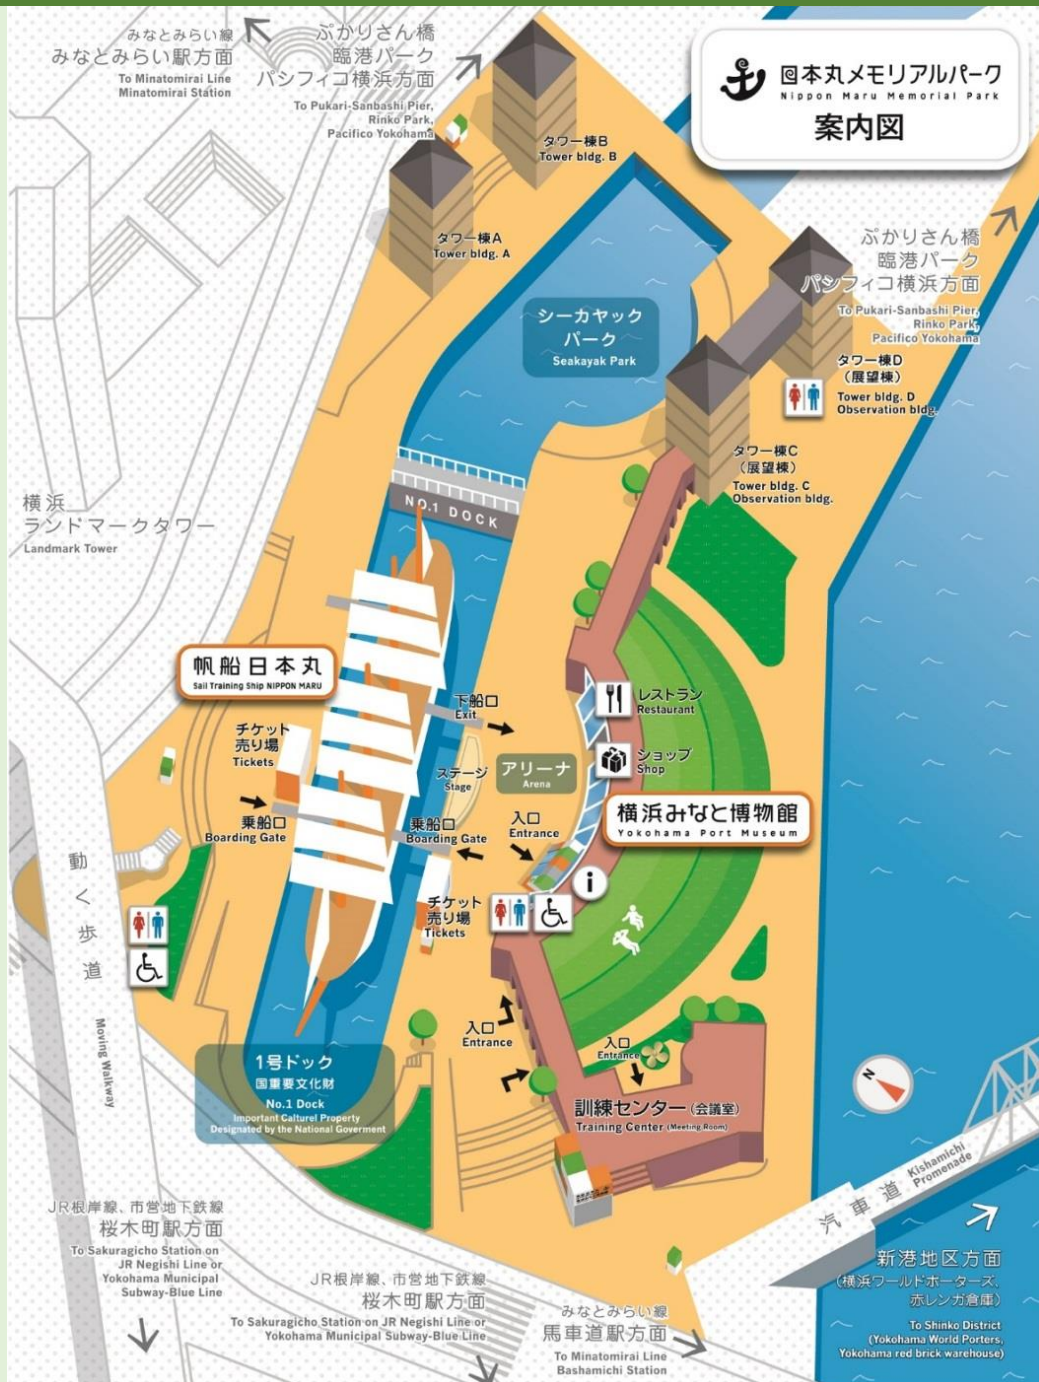 みなとみらい線
みなとみらい駅方面
To Minatomirai Line
Minatomirai Station
ぷかりさん橋
臨港パーク
パシフィコ横浜方面
To Pukari-Sanbashi Pier,
Rinko Park,
Pacifico Yokohama
日本丸メモリアルパーク
Nippon Maru Memorial Park
案内図
タワー棟B
Tower bldg. B
タワー棟A
Tower bldg. A
ぷかりさん橋
臨港パーク
パシフィコ横浜方面
To Pukari-Sanbashi Pier,
Rinko Park,
Pacifico Yokohama
シーカヤック
パーク
Seakayak Park
タワー棟D
(展望棟)
Tower bldg. D
Observation bldg.
タワー棟C
(展望棟)
Tower bldg. C
Observation bldg.
横浜
ランドマークタワー
Landmark Tower
NO.1 DOCK
帆船日本丸
Sail Training Ship NIPPON MARU
下船口
Exit
レストラン
Restaurant
チケット
売り場
Tickets
ステージ
Stage
アリーナ
Arena
ショップ
Shop
横浜みなと博物館
Yokohama Port Museum
乗船口
Boarding Gate
乗船口
Boarding Gate
入口
Entrance
i
チケット
売り場
Tickets
動く歩道
Moving Walkway
入口
Entrance
入口
Entrance
1号ドック
国重要文化財
No.1 Dock
Important Calturel Property
Designated by the National Goverment
訓練センター(会議室)
Training Center (Meeting Room)
N
汽車道
Kishamichi
Promenade
JR根岸線、市営地下鉄線
桜木町駅方面
To Sakuragicho Station on
JR Negishi Line or
Yokohama Municipal
Subway-Blue Line
JR根岸線、市営地下鉄線
桜木町駅方面
To Sakuragicho Station on JR Negishi Line or
Yokohama Municipal Subway-Blue Line
みなとみらい線
馬車道駅方面
To Minatomirai Line
Bashamichi Station
新港地区方面
(横浜ワールドポーターズ、
赤レンガ倉庫)
To Shinko District
(Yokohama World Porters,
Yokohama red brick warehouse)